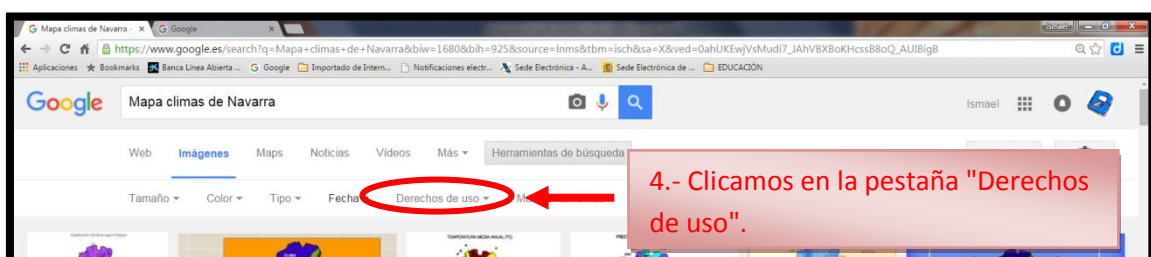 Mapa climas de Navarra - × Google ×
https://www.google.es/search?q=Mapa+climas+de+Navarra&biw=1680&bih=925&source=lnms&tbm=isch&sa=X&ved=0ahUKEwjVsMudi7_JAhVBXBoKHcssB8oQ_AUIBigB
Aplicaciones Bookmarks Banca Linea Abierta ... Google Importado de Intern... Notificaciones electr... Sede Electrónica - A... Sede Electrónica de ... EDUCACIÓN
Google Mapa climas de Navarra Ismael
Web Imágenes Maps Noticias Vídeos Más Herramientas de búsqueda
Tamaño Color Tipo Fecha Derechos de uso
4.- Clicamos en la pestaña "Derechos
de uso".
TEMPERATURA MEDIA ANUAL (ºC)